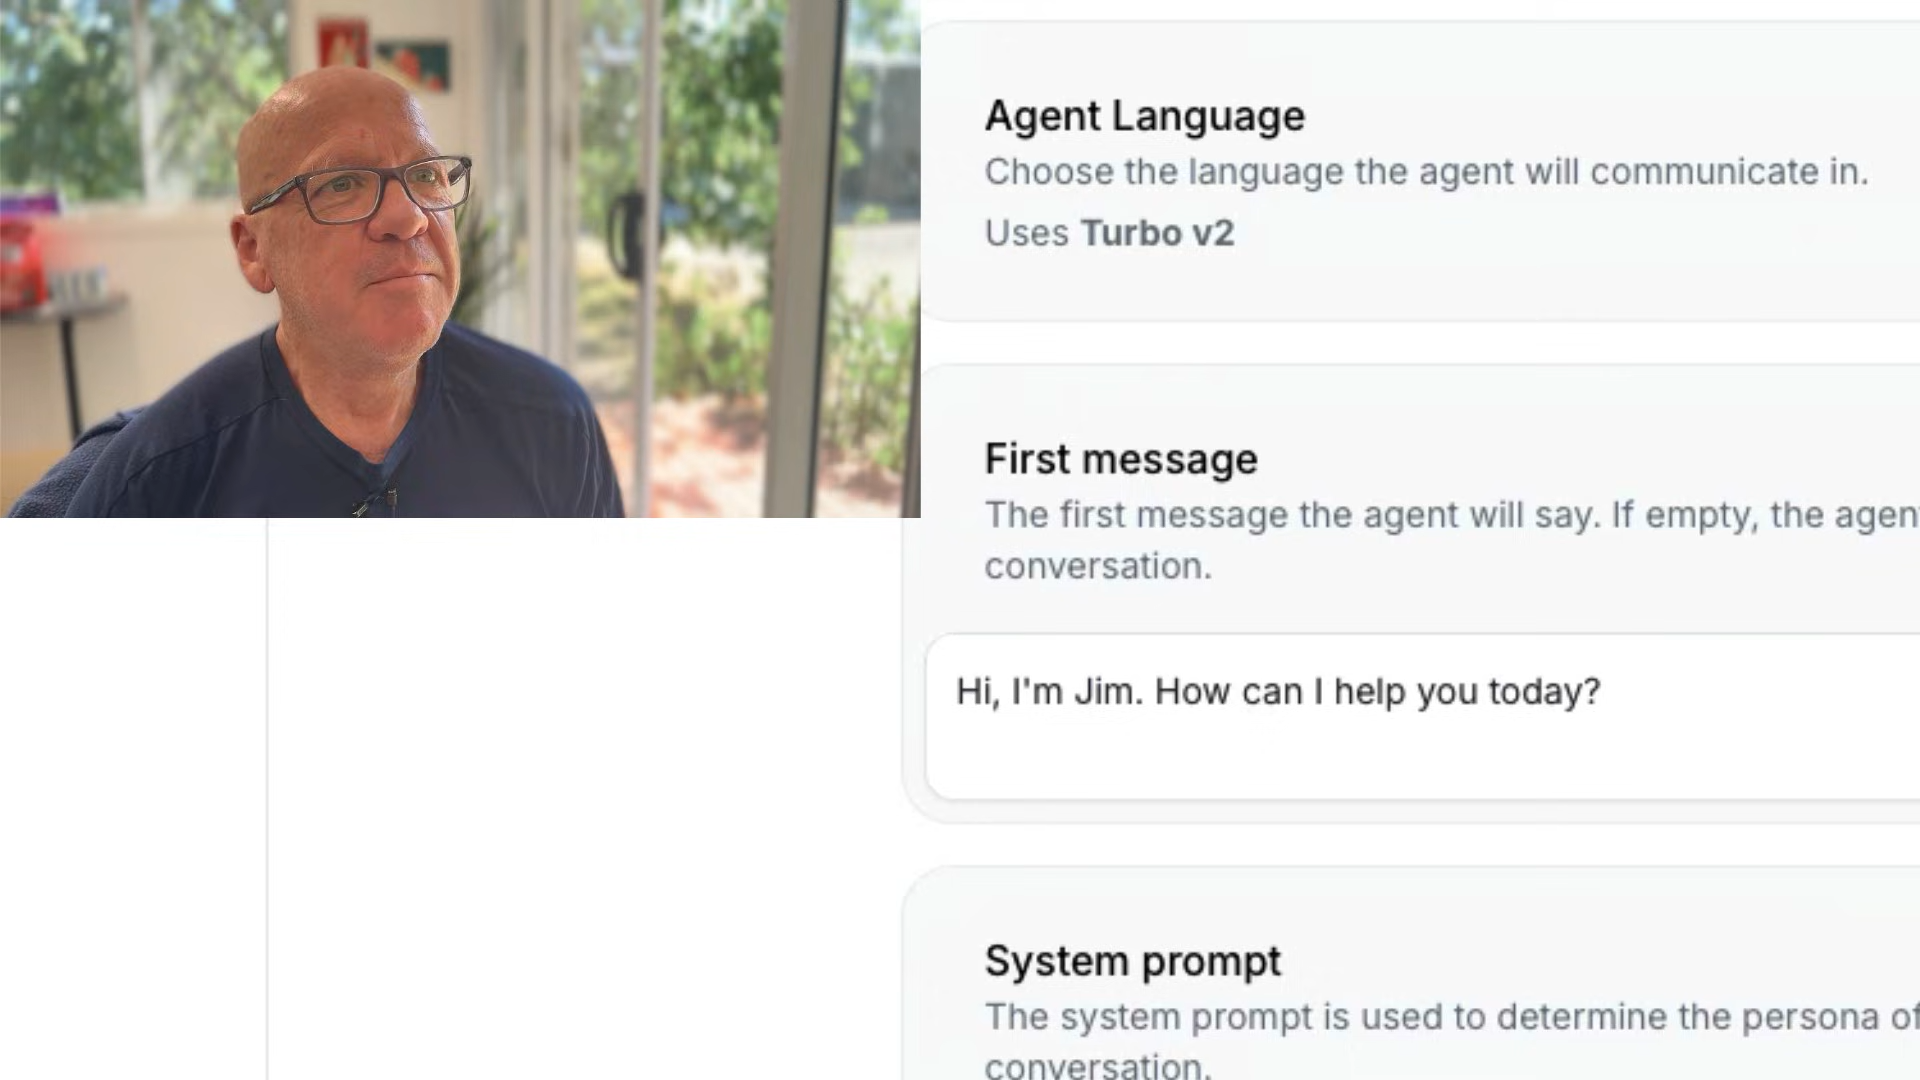 Agent Language
Choose the language the agent will communicate in.
Uses Turbo v2
First message
The first message the agent will say. If empty, the agent
conversation.
Hi, I'm Jim. How can I help you today?
System prompt
The system prompt is used to determine the persona of
conversation.